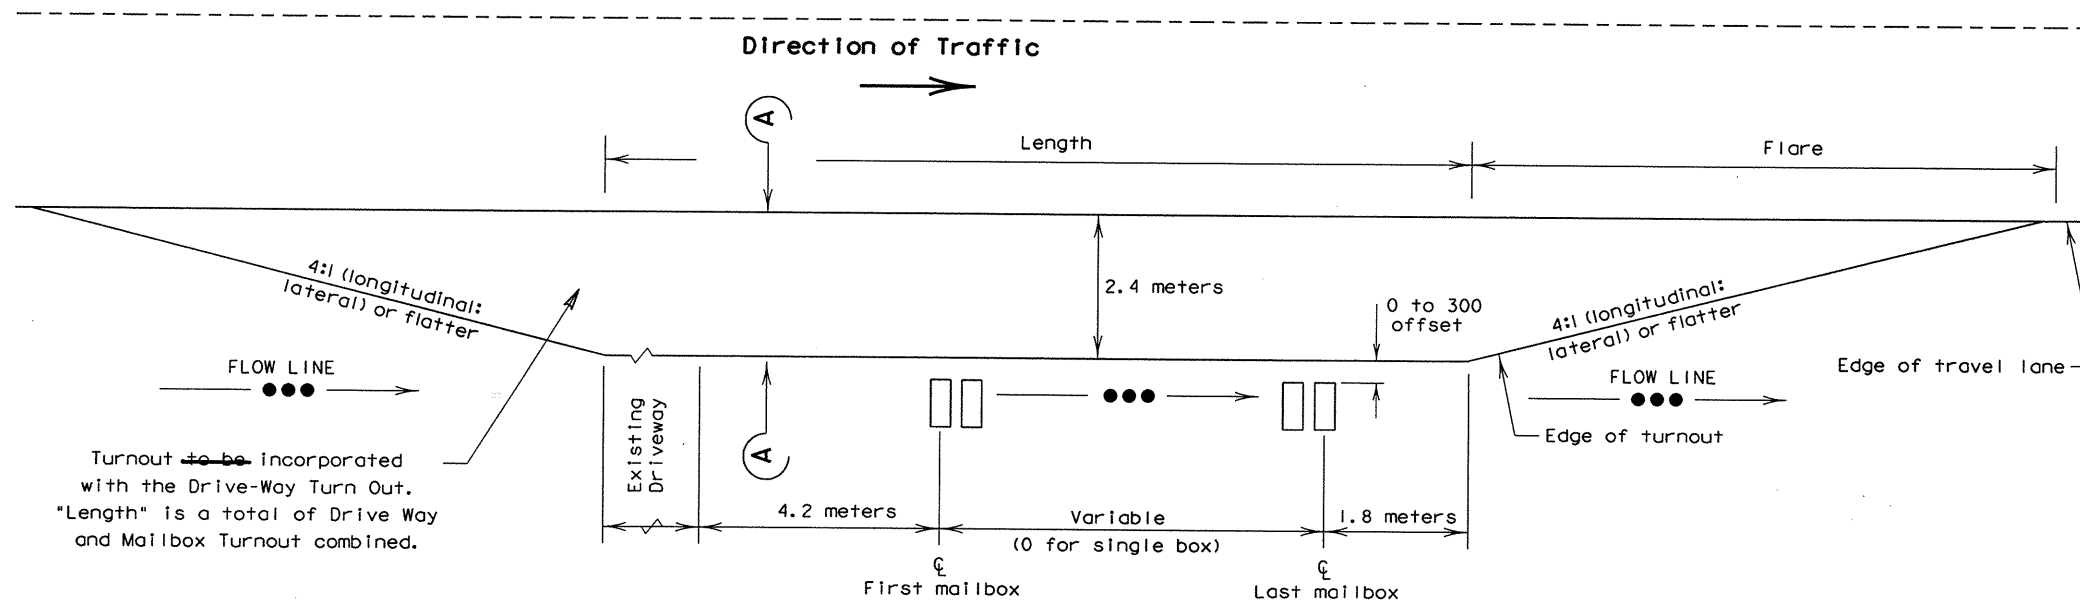 Direction of Traffic
A
Length
Flare
4:1 (longitudinal:
lateral) or flatter
2.4 meters
0 to 300
offset
4:1 (longitudinal:
lateral) or flatter
FLOW LINE
FLOW LINE
Edge of travel lane
Edge of turnout
Turnout to be incorporated
with the Drive-Way Turn Out.
"Length" is a total of Drive Way
and Mailbox Turnout combined.
Existing
Driveway
A
4.2 meters
Variable
(0 for single box)
1.8 meters
℄
First mailbox
℄
Last mailbox